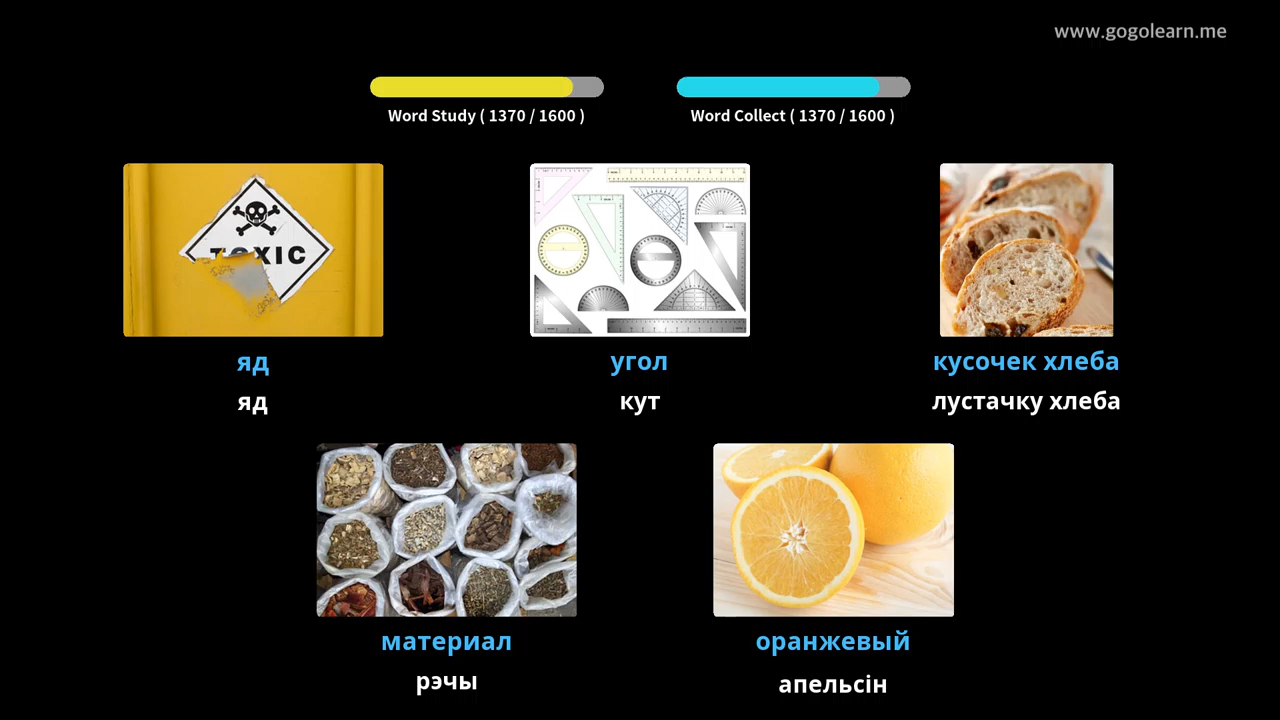 www.gogolearn.me
Word Study ( 1370 / 1600 )
Word Collect ( 1370 / 1600 )
TOXIC
яд
яд
угол
кут
кусочек хлеба
лустачку хлеба
материал
рэчы
оранжевый
апельсін